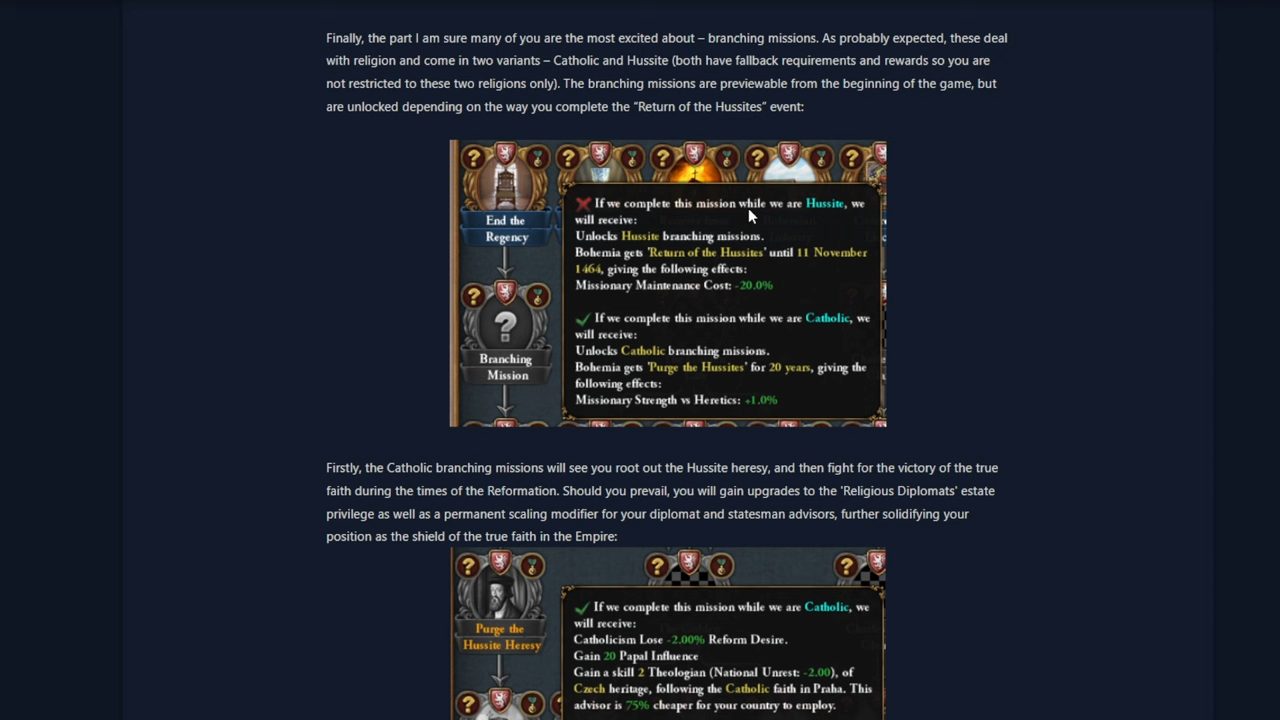 Finally, the part I am sure many of you are the most excited about – branching missions. As probably expected, these deal
with religion and come in two variants – Catholic and Hussite (both have fallback requirements and rewards so you are
not restricted to these two religions only). The branching missions are previewable from the beginning of the game, but
are unlocked depending on the way you complete the “Return of the Hussites” event:
If we complete this mission while we are Hussite, we
will receive:
Unlocks Hussite branching missions.
Bohemia gets 'Return of the Hussites' until 11 November
1464, giving the following effects:
Missionary Maintenance Cost: -20.0%
If we complete this mission while we are Catholic, we
will receive:
Unlocks Catholic branching missions.
Bohemia gets 'Purge the Hussites' for 20 years, giving the
following effects:
Missionary Strength vs Heretics: +1.0%
End the
Regency
?
Branching
Mission
Firstly, the Catholic branching missions will see you root out the Hussite heresy, and then fight for the victory of the true
faith during the times of the Reformation. Should you prevail, you will gain upgrades to the 'Religious Diplomats' estate
privilege as well as a permanent scaling modifier for your diplomat and statesman advisors, further solidifying your
position as the shield of the true faith in the Empire:
Purge the
Hussite Heresy
If we complete this mission while we are Catholic, we
will receive:
Catholicism Lose -2.00% Reform Desire.
Gain 20 Papal Influence
Gain a skill 2 Theologian (National Unrest: -2.00), of
Czech heritage, following the Catholic faith in Praha. This
advisor is 75% cheaper for your country to employ.